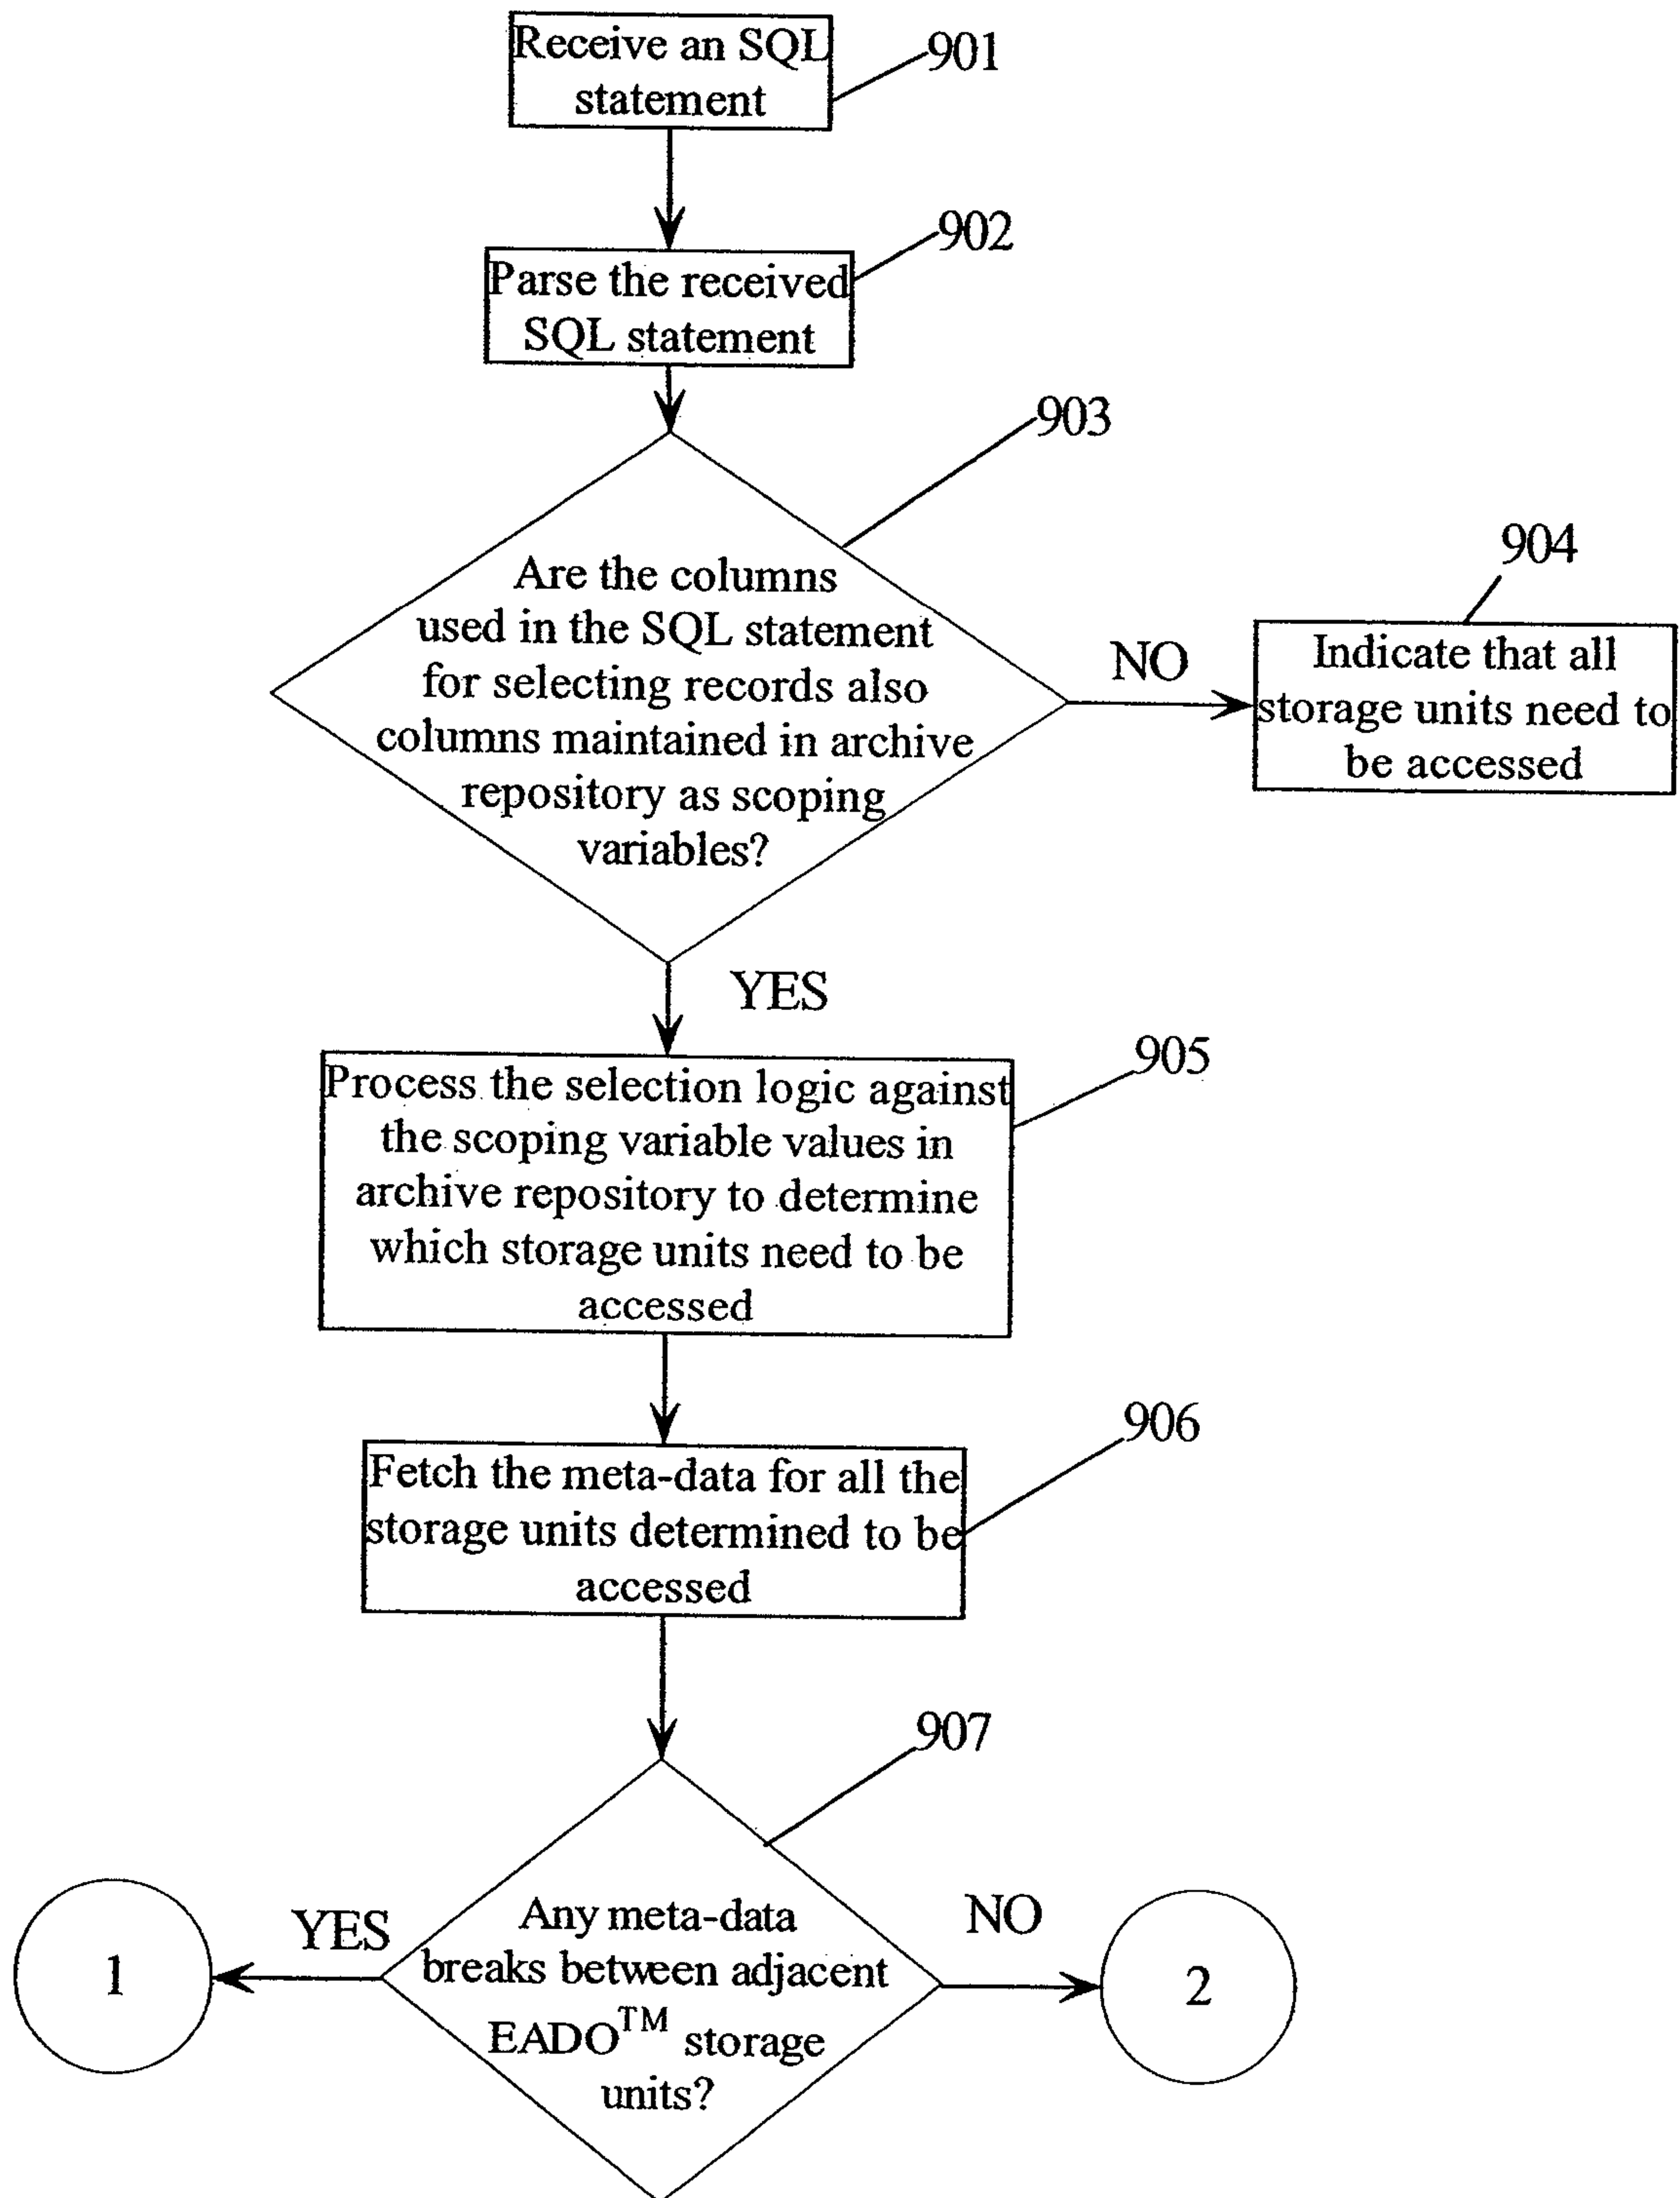 Receive an SQL
statement
901
Parse the received
SQL statement
902
903
Are the columns
used in the SQL statement
for selecting records also
columns maintained in archive
repository as scoping
variables?
NO
904
Indicate that all
storage units need to
be accessed
YES
Process the selection logic against
the scoping variable values in
archive repository to determine
which storage units need to be
accessed
905
Fetch the meta-data for all the
storage units determined to be
accessed
906
907
Any meta-data
breaks between adjacent
EADO™ storage
units?
YES
1
NO
2